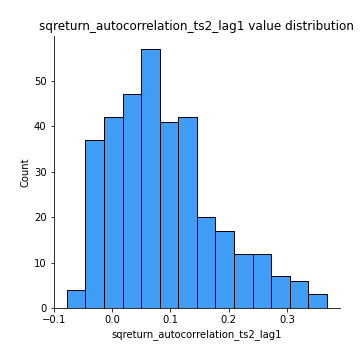 sqreturn_autocorrelation_ts2_lag1 value distribution
50
40
30
20
10
0
Count
−0.1 0.0 0.1 0.2 0.3
sqreturn_autocorrelation_ts2_lag1